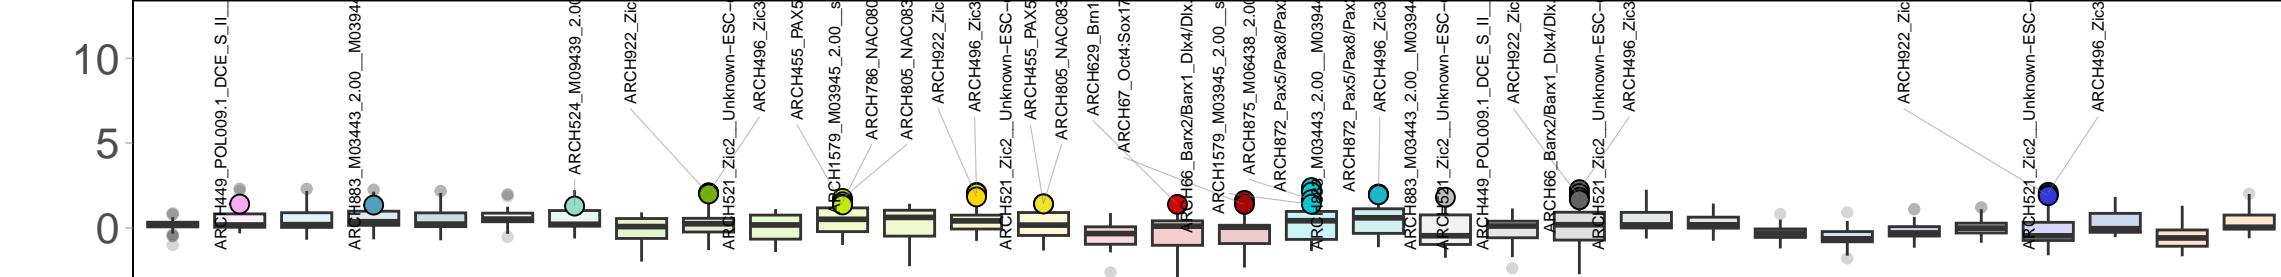 10
5
0
ARCH449_POL009.1_DCE_S_II_
ARCH883_M03443_2.00__M0394
ARCH524_M09439_2.00
ARCH922_Zic
ARCH521_Zic2__Unknown−ESC−
ARCH496_Zic3
ARCH455_PAX5
ARCH1579_M03945_2.00__s
ARCH786_NAC080
ARCH805_NAC083
ARCH922_Zic
ARCH496_Zic3
ARCH521_Zic2__Unknown−ESC−
ARCH455_PAX5
ARCH805_NAC083
ARCH629_Brn1
ARCH67_Oct4:Sox17
ARCH66_Barx2/Barx1_Dlx4/Dlx.
ARCH1579_M03945_2.00__s
ARCH875_M06438_2.00
ARCH872_Pax5/Pax8/Pax
ARCH883_M03443_2.00__M0394
ARCH872_Pax5/Pax8/Pax
ARCH496_Zic3
ARCH883_M03443_2.00__M0394
ARCH521_Zic2__Unknown−ESC−
ARCH449_POL009.1_DCE_S_II_
ARCH922_Zic
ARCH66_Barx2/Barx1_Dlx4/Dlx.
ARCH521_Zic2__Unknown−ESC−
ARCH496_Zic3
ARCH922_Zic
ARCH521_Zic2__Unknown−ESC−
ARCH496_Zic3